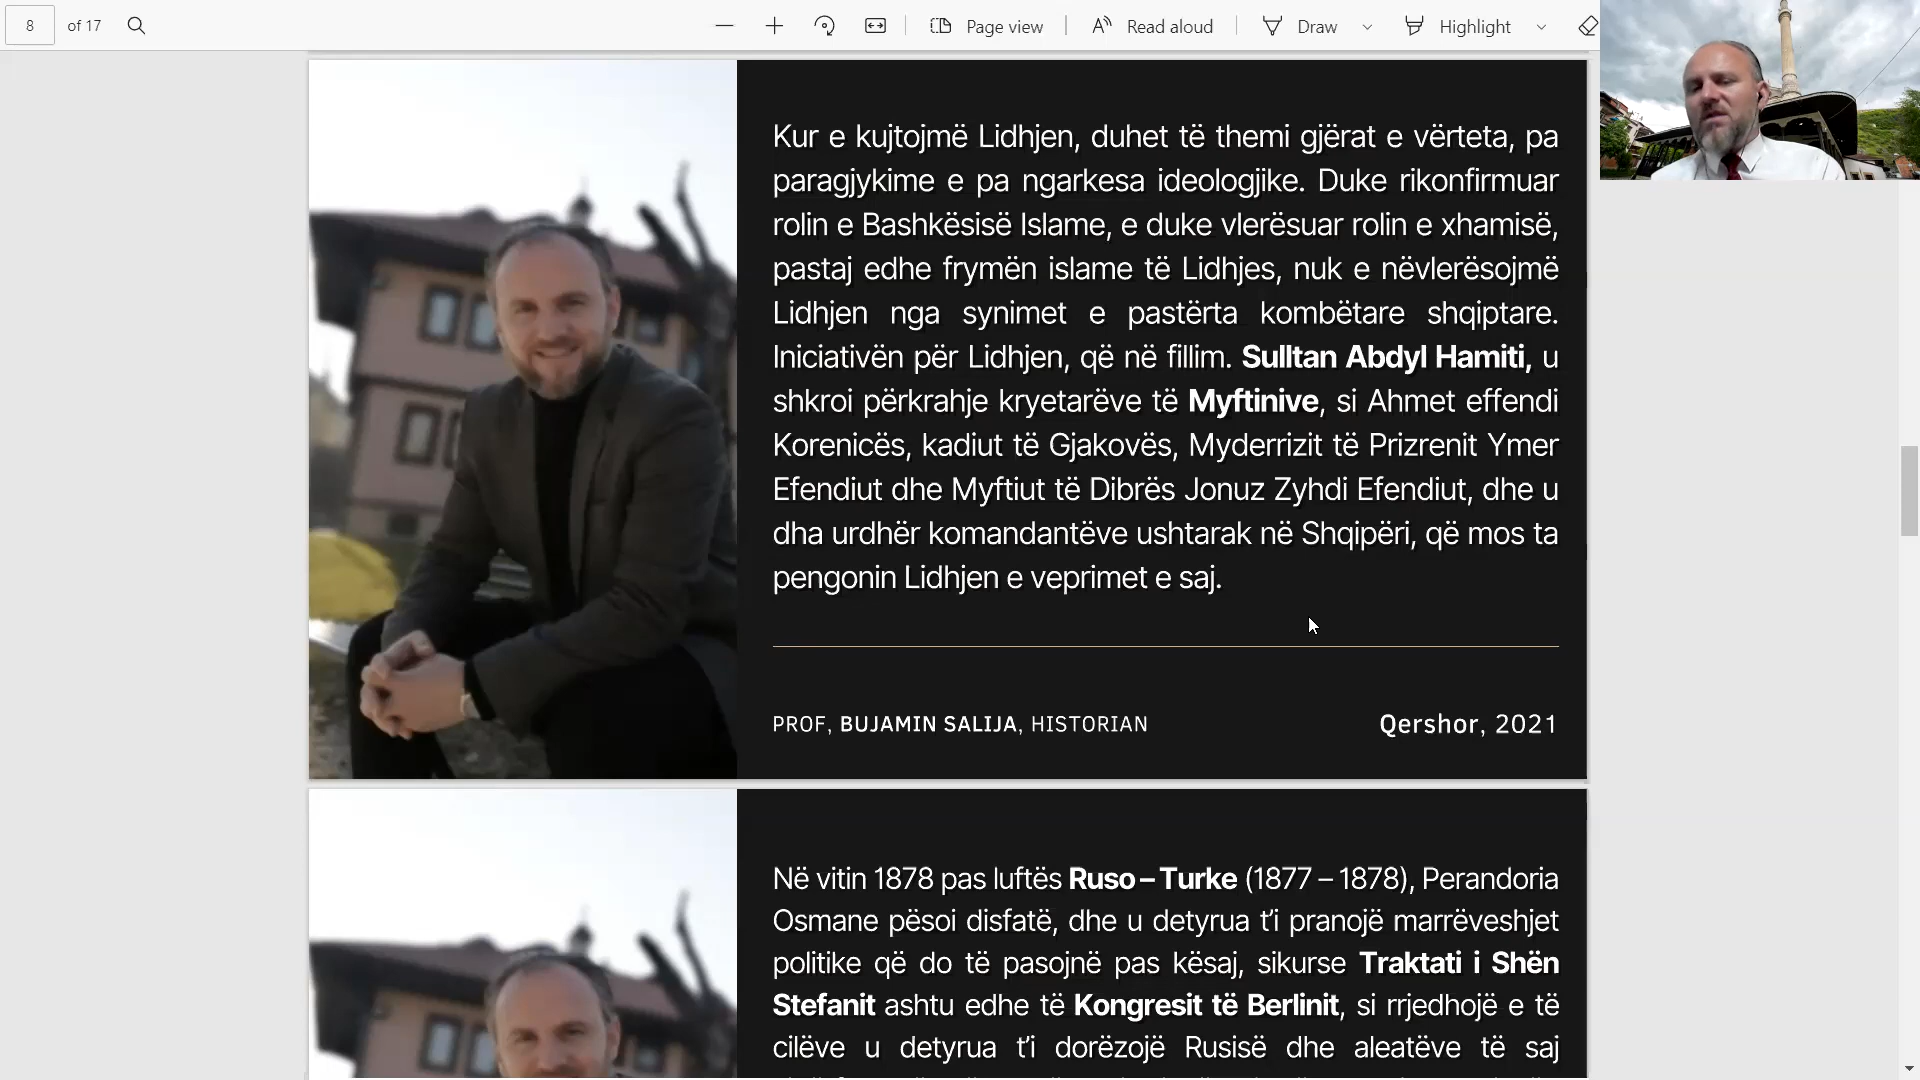 8 of 17 Page view Read aloud Draw Highlight
Kur e kujtojmë Lidhjen, duhet të themi gjërat e vërteta, pa
paragjykime e pa ngarkesa ideologjike. Duke rikonfirmuar
rolin e Bashkësisë Islame, e duke vlerësuar rolin e xhamisë,
pastaj edhe frymën islame të Lidhjes, nuk e nëvlerësojmë
Lidhjen nga synimet e pastërta kombëtare shqiptare.
Iniciativën për Lidhjen, që në fillim. Sulltan Abdyl Hamiti, u
shkroi përkrahje kryetarëve të Myftinive, si Ahmet effendi
Korenicës, kadiut të Gjakovës, Myderrizit të Prizrenit Ymer
Efendiut dhe Myftiut të Dibrës Jonuz Zyhdi Efendiut, dhe u
dha urdhër komandantëve ushtarak në Shqipëri, që mos ta
pengonin Lidhjen e veprimet e saj.
PROF, BUJAMIN SALIJA, HISTORIAN Qershor, 2021
Në vitin 1878 pas luftës Ruso – Turke (1877 – 1878), Perandoria
Osmane pësoi disfatë, dhe u detyrua t'i pranojë marrëveshjet
politike që do të pasojnë pas kësaj, sikurse Traktati i Shën
Stefanit ashtu edhe të Kongresit të Berlinit, si rrjedhojë e të
cilëve u detyrua t'i dorëzojë Rusisë dhe aleatëve të saj